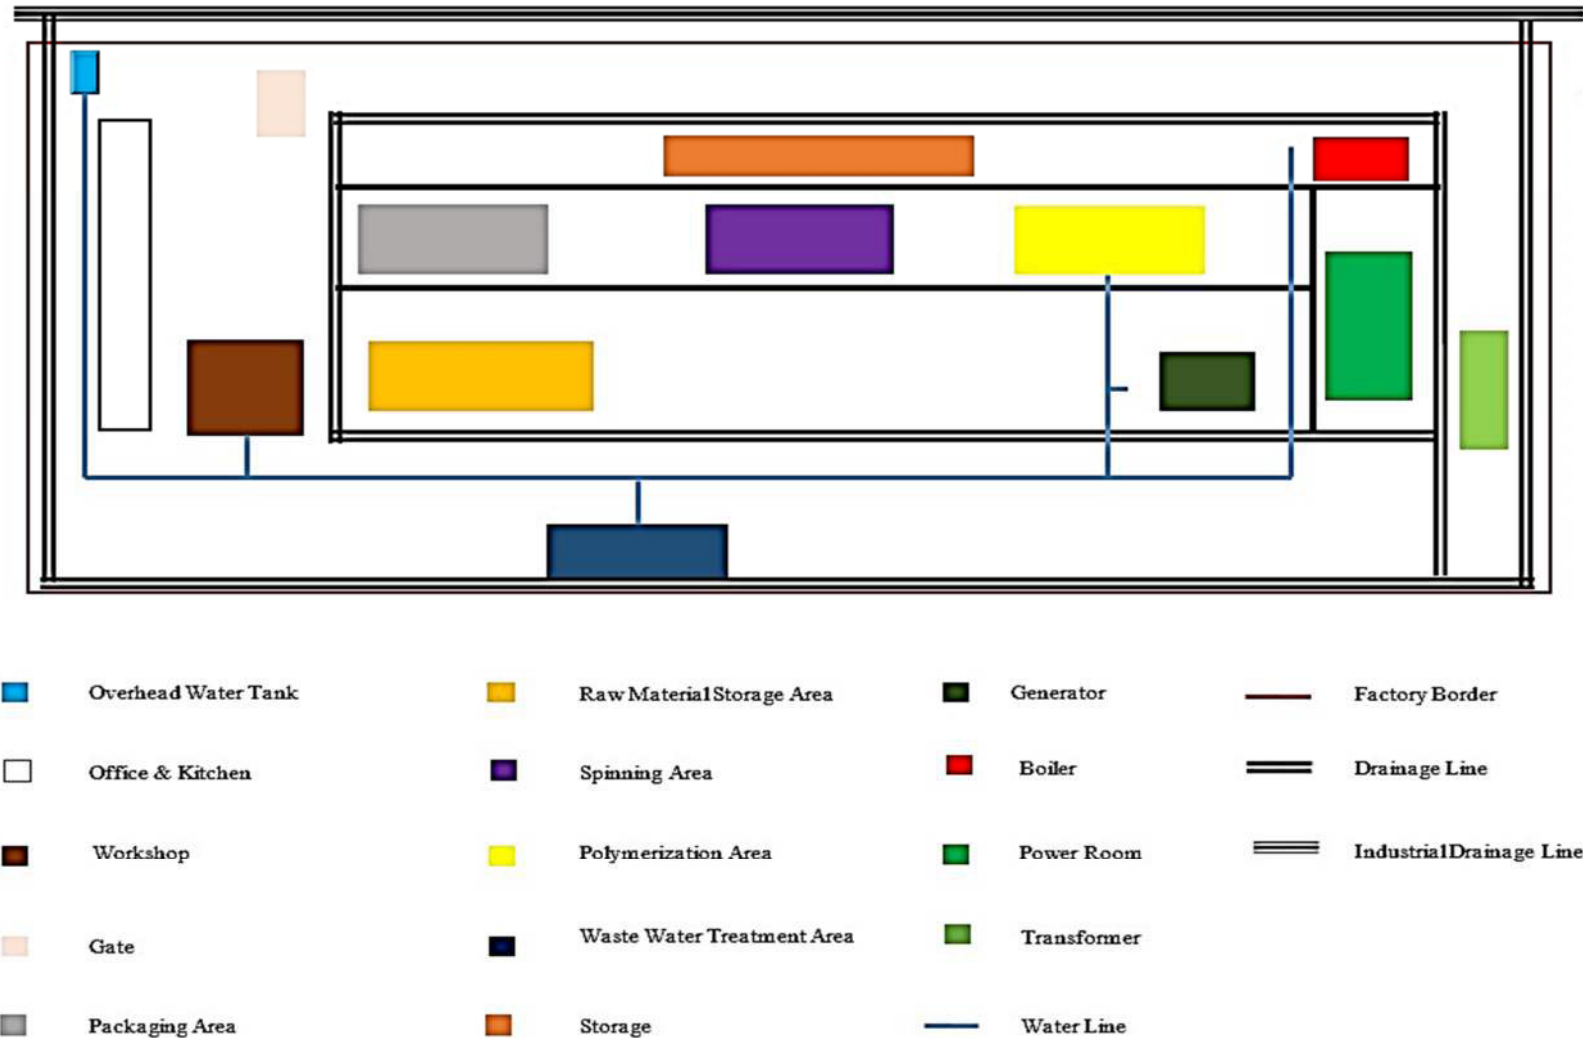 Overhead Water Tank
Raw Material Storage Area
Generator
Factory Border
Office & Kitchen
Spinning Area
Boiler
Drainage Line
Workshop
Polymerization Area
Power Room
Industrial Drainage Line
Gate
Waste Water Treatment Area
Transformer
Packaging Area
Storage
Water Line